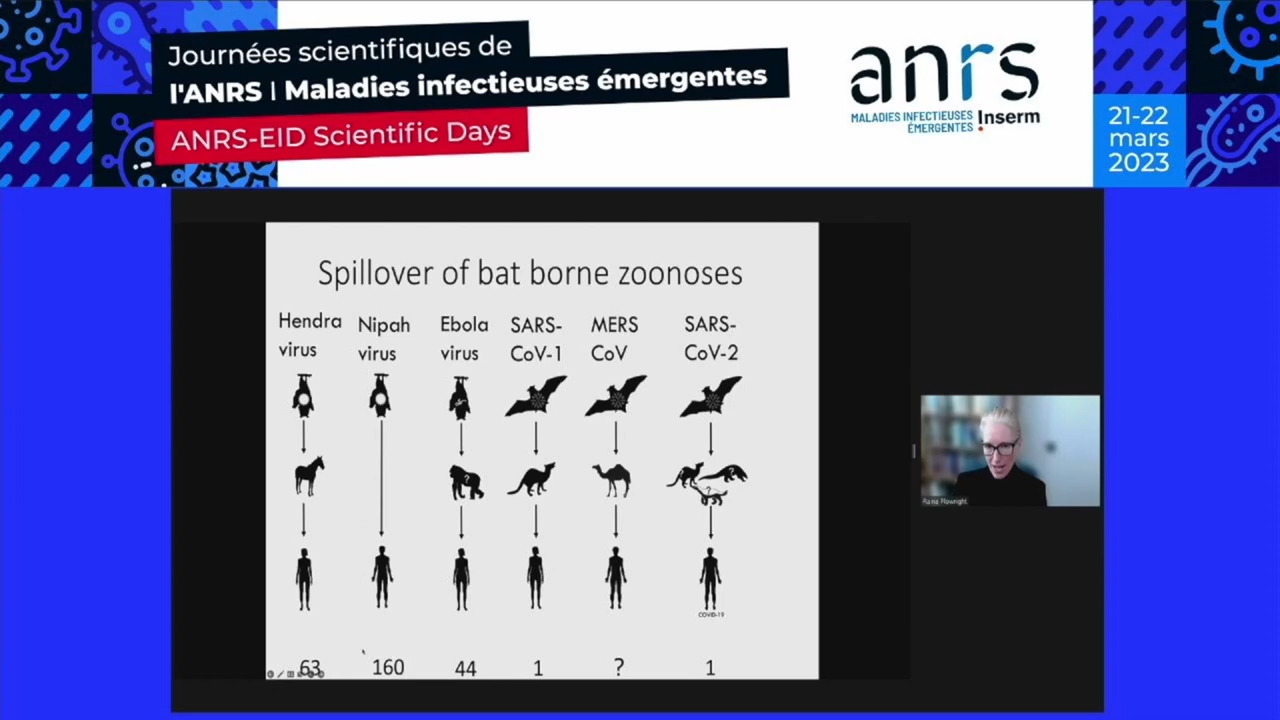 Journées scientifiques de
l'ANRS | Maladies infectieuses émergentes
ANRS-EID Scientific Days
anrs
MALADIES INFECTIEUSES
ÉMERGENTES
Inserm
21-22
mars
2023
Spillover of bat borne zoonoses
Hendra
virus
Nipah
virus
Ebola
virus
SARS-
CoV-1
MERS
CoV
SARS-
CoV-2
?
?
?
?
COVID-19
63
160
44
1
?
1
Raina Plowright